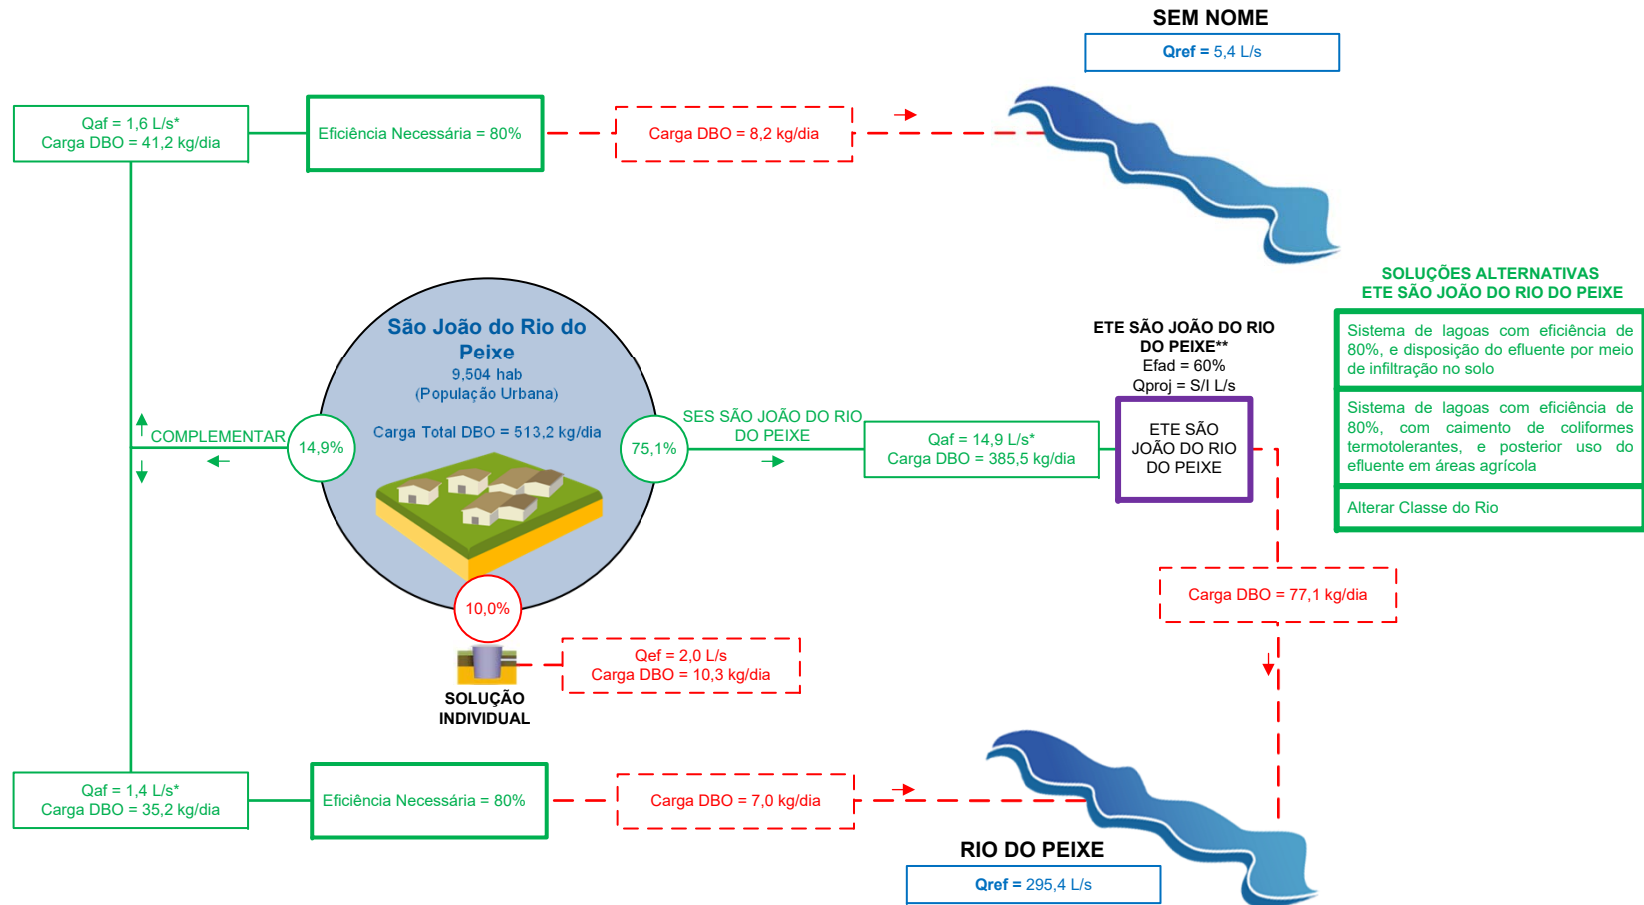 SEM NOME
Qref = 5,4 L/s
Qaf = 1,6 L/s*
Carga DBO = 41,2 kg/dia
Eficiência Necessária = 80%
Carga DBO = 8,2 kg/dia
São João do Rio do
Peixe
9,504 hab
(População Urbana)
Carga Total DBO = 513,2 kg/dia
COMPLEMENTAR
14,9%
75,1%
SES SÃO JOÃO DO RIO
DO PEIXE
Qaf = 14,9 L/s*
Carga DBO = 385,5 kg/dia
ETE SÃO JOÃO DO RIO
DO PEIXE**
Efad = 60%
Qproj = S/I L/s
ETE SÃO
JOÃO DO RIO
DO PEIXE
SOLUÇÕES ALTERNATIVAS
ETE SÃO JOÃO DO RIO DO PEIXE
Sistema de lagoas com eficiência de
80%, e disposição do efluente por meio
de infiltração no solo
Sistema de lagoas com eficiência de
80%, com caimento de coliformes
termotolerantes, e posterior uso do
efluente em áreas agrícola
Alterar Classe do Rio
Carga DBO = 77,1 kg/dia
10,0%
Qef = 2,0 L/s
Carga DBO = 10,3 kg/dia
SOLUÇÃO
INDIVIDUAL
Qaf = 1,4 L/s*
Carga DBO = 35,2 kg/dia
Eficiência Necessária = 80%
Carga DBO = 7,0 kg/dia
RIO DO PEIXE
Qref = 295,4 L/s